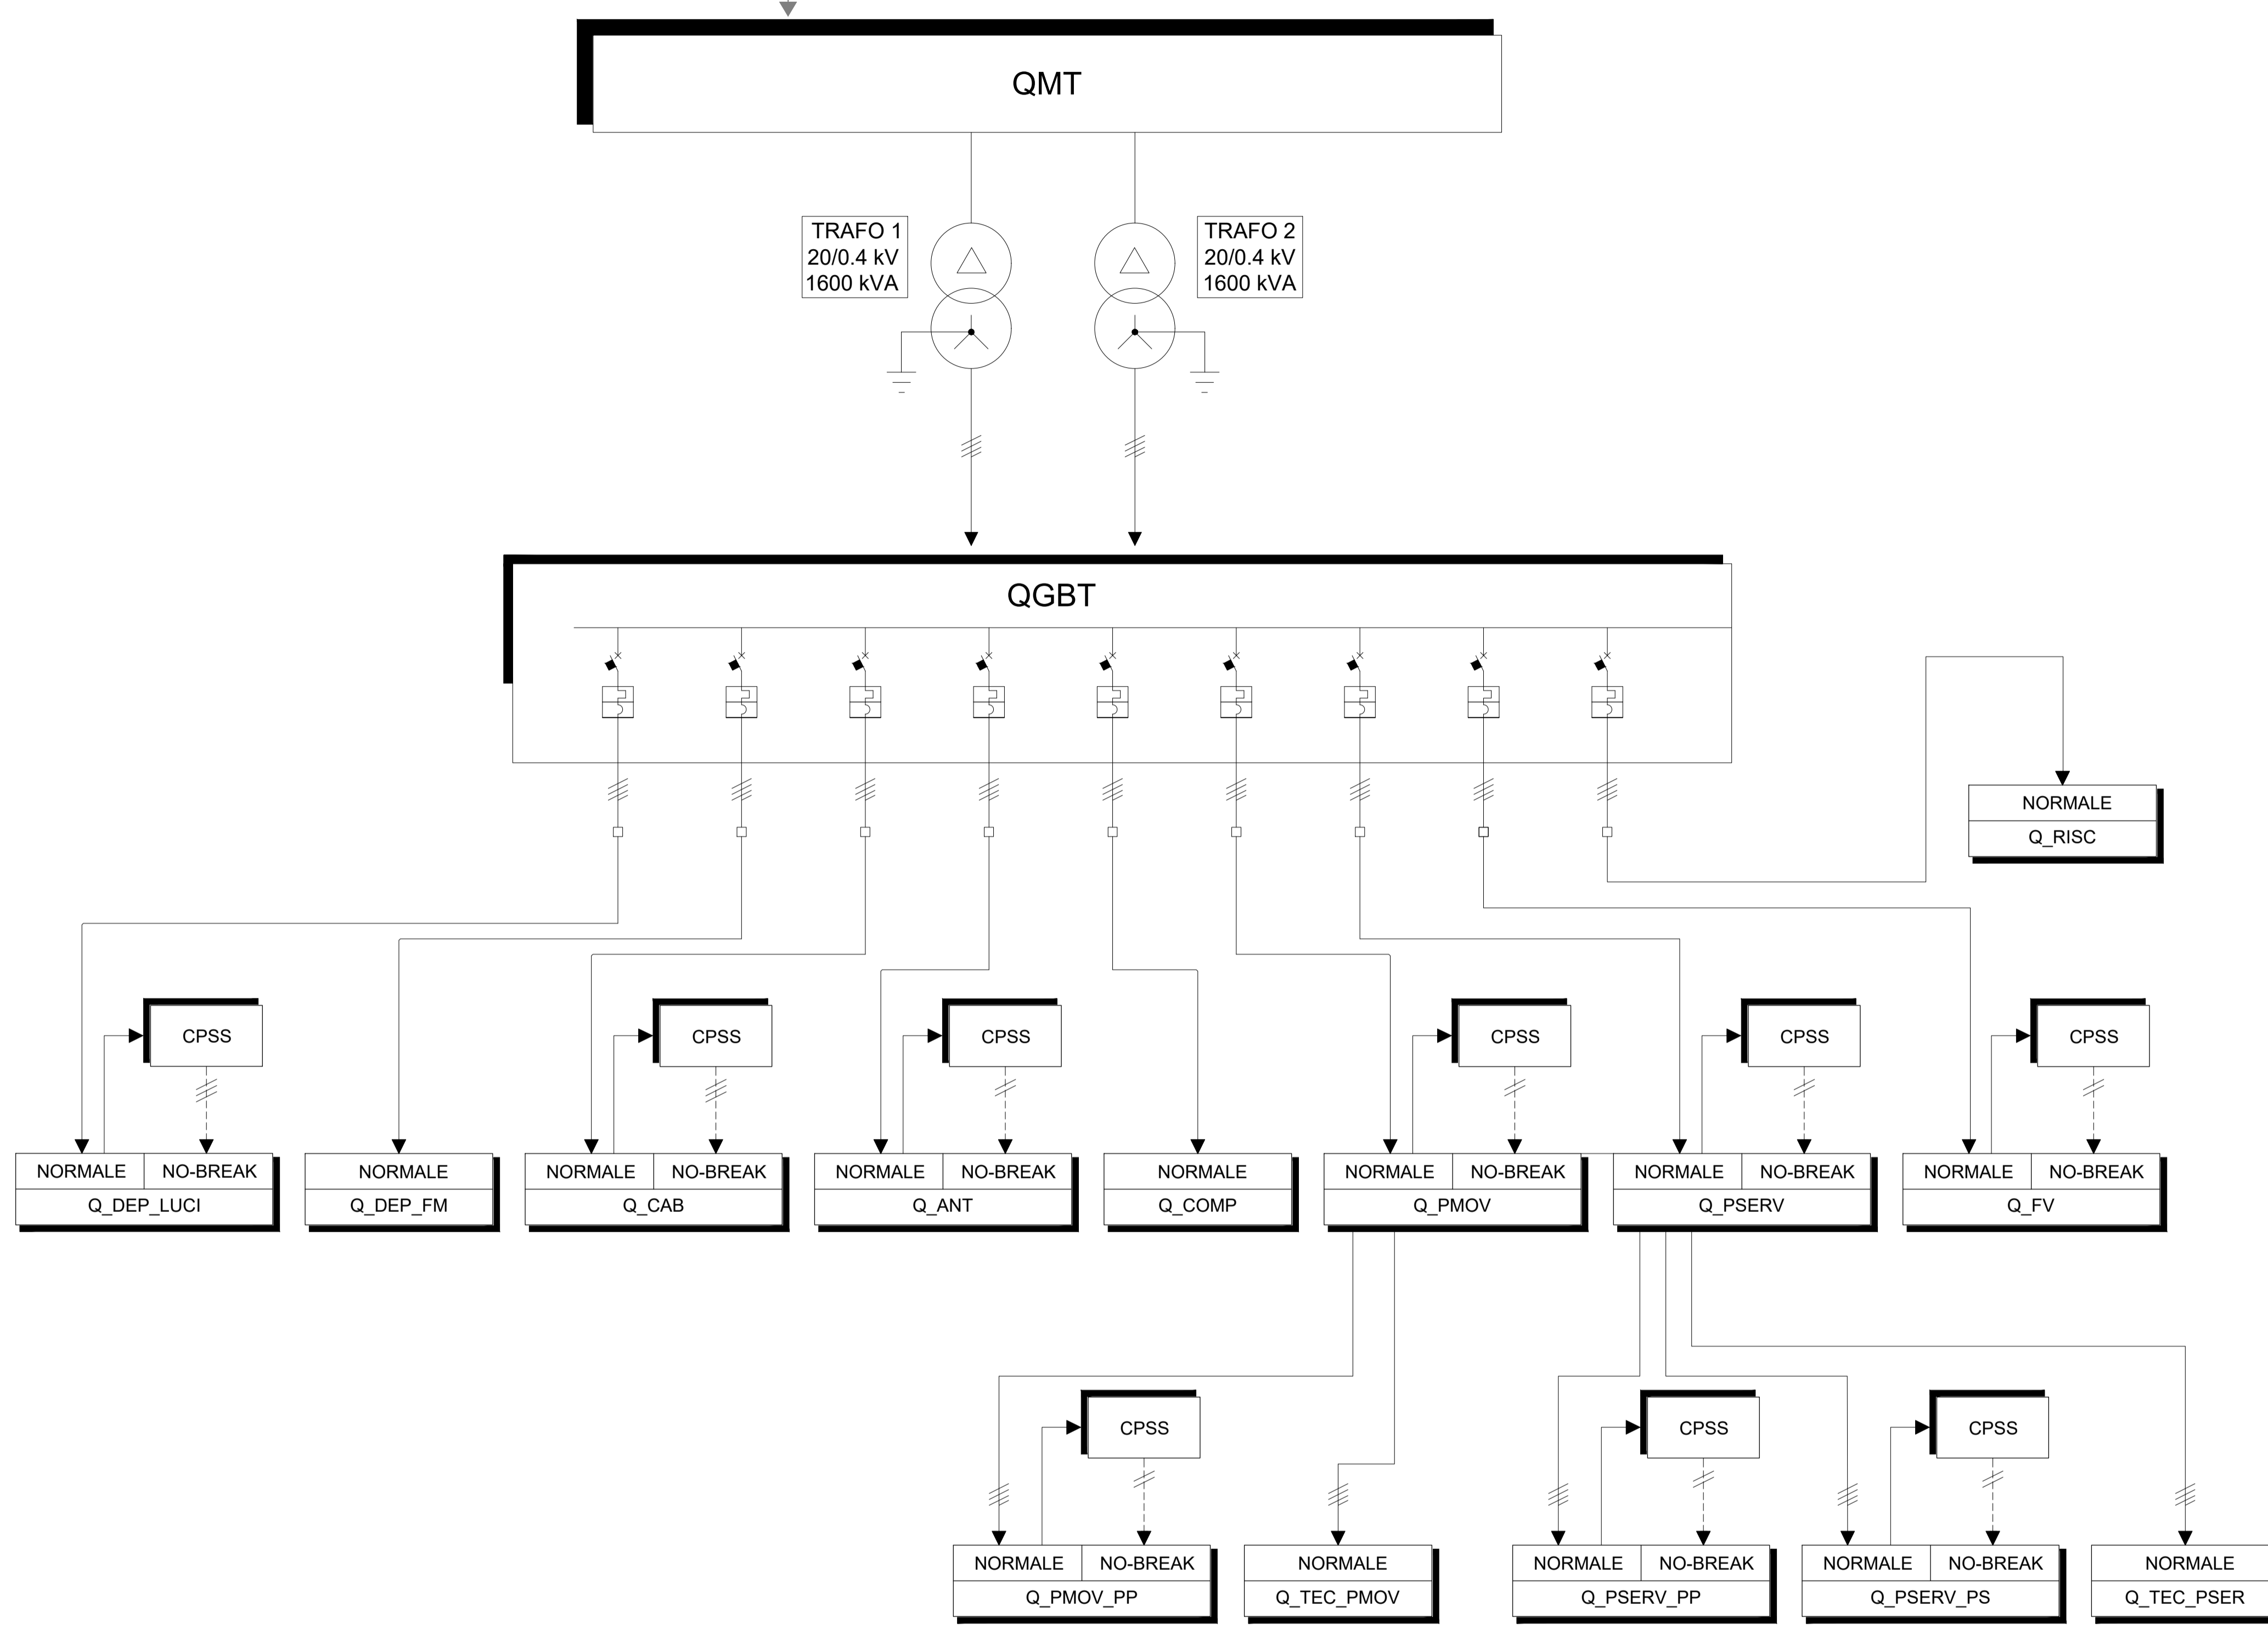 QMT
TRAFO 1
20/0.4 kV
1600 kVA
TRAFO 2
20/0.4 kV
1600 kVA
QGBT
NORMALE
Q_RISC
CPSS
CPSS
CPSS
CPSS
CPSS
CPSS
NORMALE NO-BREAK
Q_DEP_LUCI
NORMALE
Q_DEP_FM
NORMALE NO-BREAK
Q_CAB
NORMALE NO-BREAK
Q_ANT
NORMALE
Q_COMP
NORMALE NO-BREAK
Q_PMOV
NORMALE NO-BREAK
Q_PSERV
NORMALE NO-BREAK
Q_FV
CPSS
CPSS
CPSS
NORMALE NO-BREAK
Q_PMOV_PP
NORMALE
Q_TEC_PMOV
NORMALE NO-BREAK
Q_PSERV_PP
NORMALE NO-BREAK
Q_PSERV_PS
NORMALE
Q_TEC_PSER